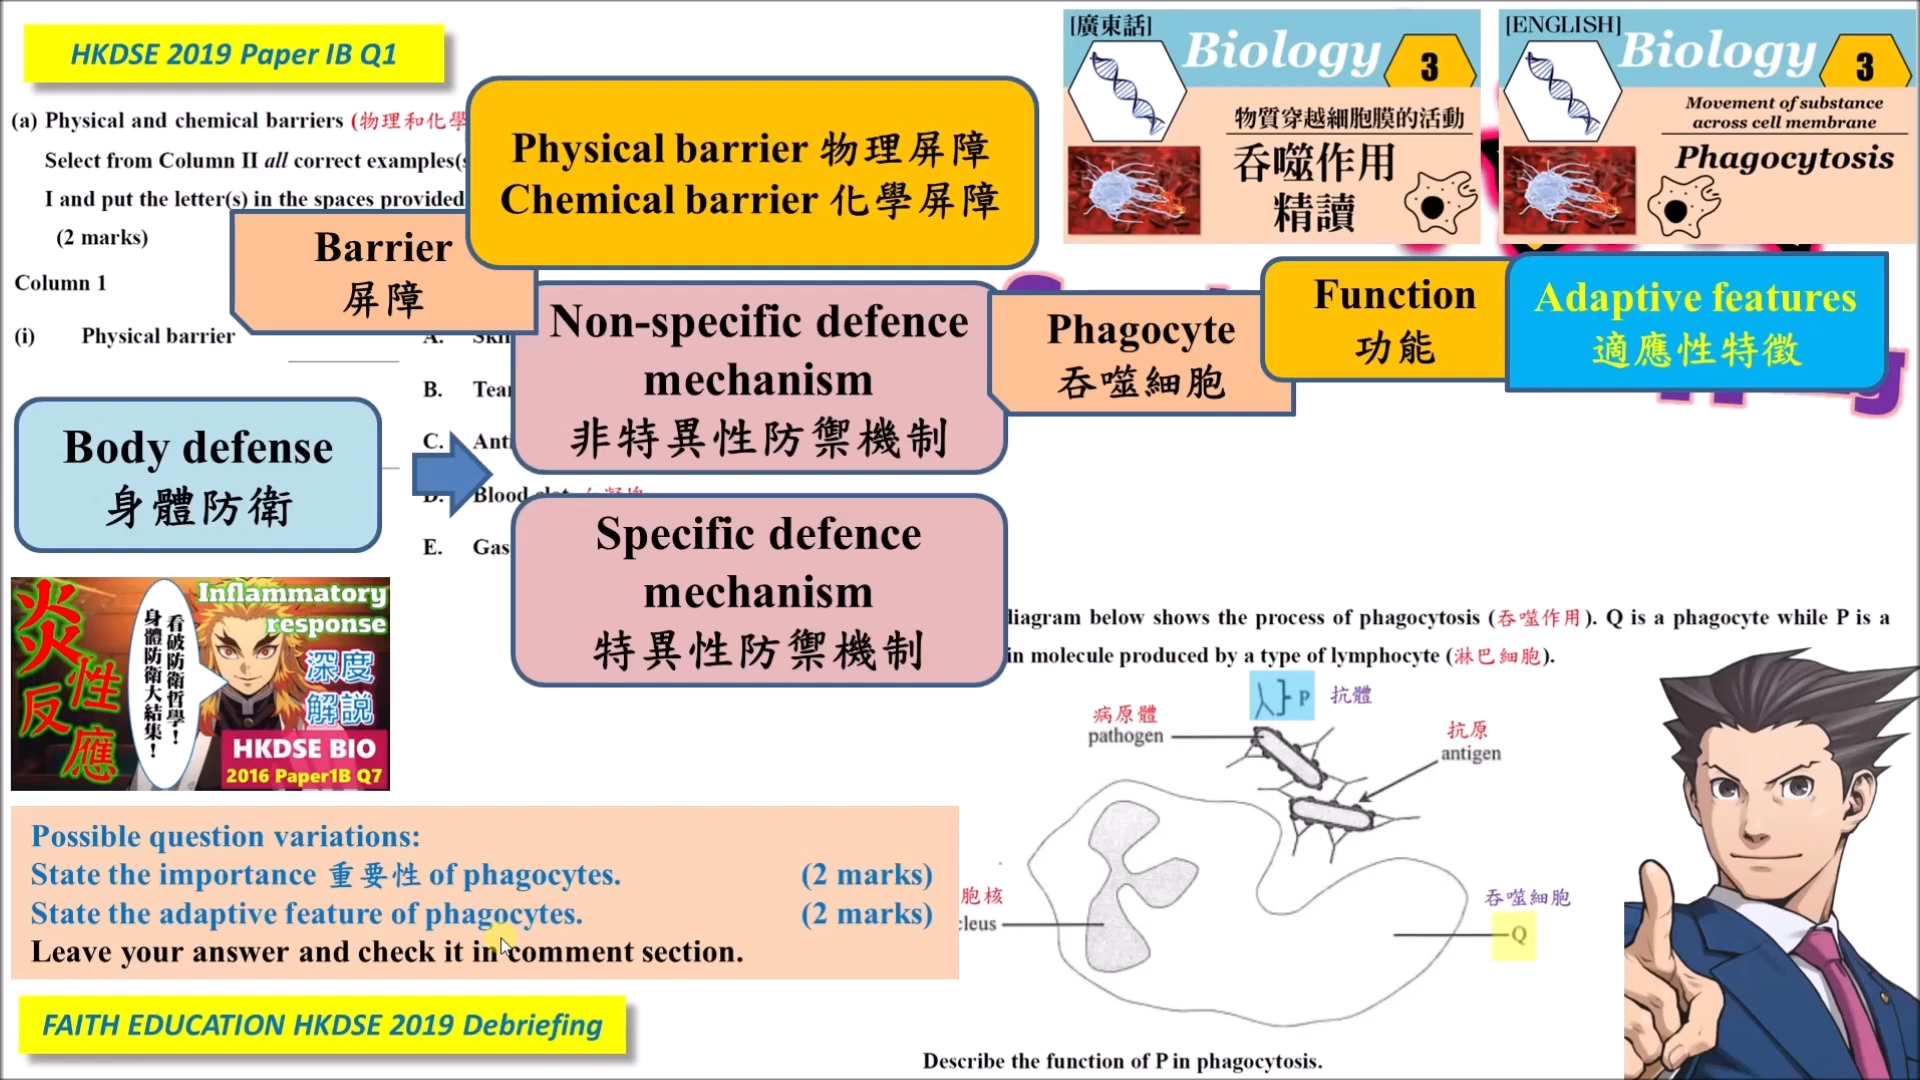 HKDSE 2019 Paper IB Q1
(a) Physical and chemical barriers (物理和化學
Select from Column II all correct examples(s
I and put the letter(s) in the spaces provided
(2 marks)
Column 1
(i) Physical barrier
A. Skin
B. Tear
C. Anti
D. Blood clot
E. Gas
Barrier
屏障
Physical barrier 物理屏障
Chemical barrier 化學屏障
Non-specific defence
mechanism
非特異性防禦機制
Phagocyte
吞噬細胞
Function
功能
Adaptive features
適應性特徵
[廣東話]
Biology
3
物質穿越細胞膜的活動
吞噬作用
精讀
[ENGLISH]
Biology
3
Movement of substance
across cell membrane
Phagocytosis
Body defense
身體防衛
Specific defence
mechanism
特異性防禦機制
炎性反應
看破防衛哲學！
身體防衛大結集！
Inflammatory
response
深度
解說
HKDSE BIO
2016 Paper1B Q7
diagram below shows the process of phagocytosis (吞噬作用). Q is a phagocyte while P is a
in molecule produced by a type of lymphocyte (淋巴細胞).
P 抗體
病原體
pathogen
抗原
antigen
胞核
cleus
吞噬細胞
Q
Describe the function of P in phagocytosis.
Possible question variations:
State the importance 重要性 of phagocytes. (2 marks)
State the adaptive feature of phagocytes. (2 marks)
Leave your answer and check it in comment section.
FAITH EDUCATION HKDSE 2019 Debriefing